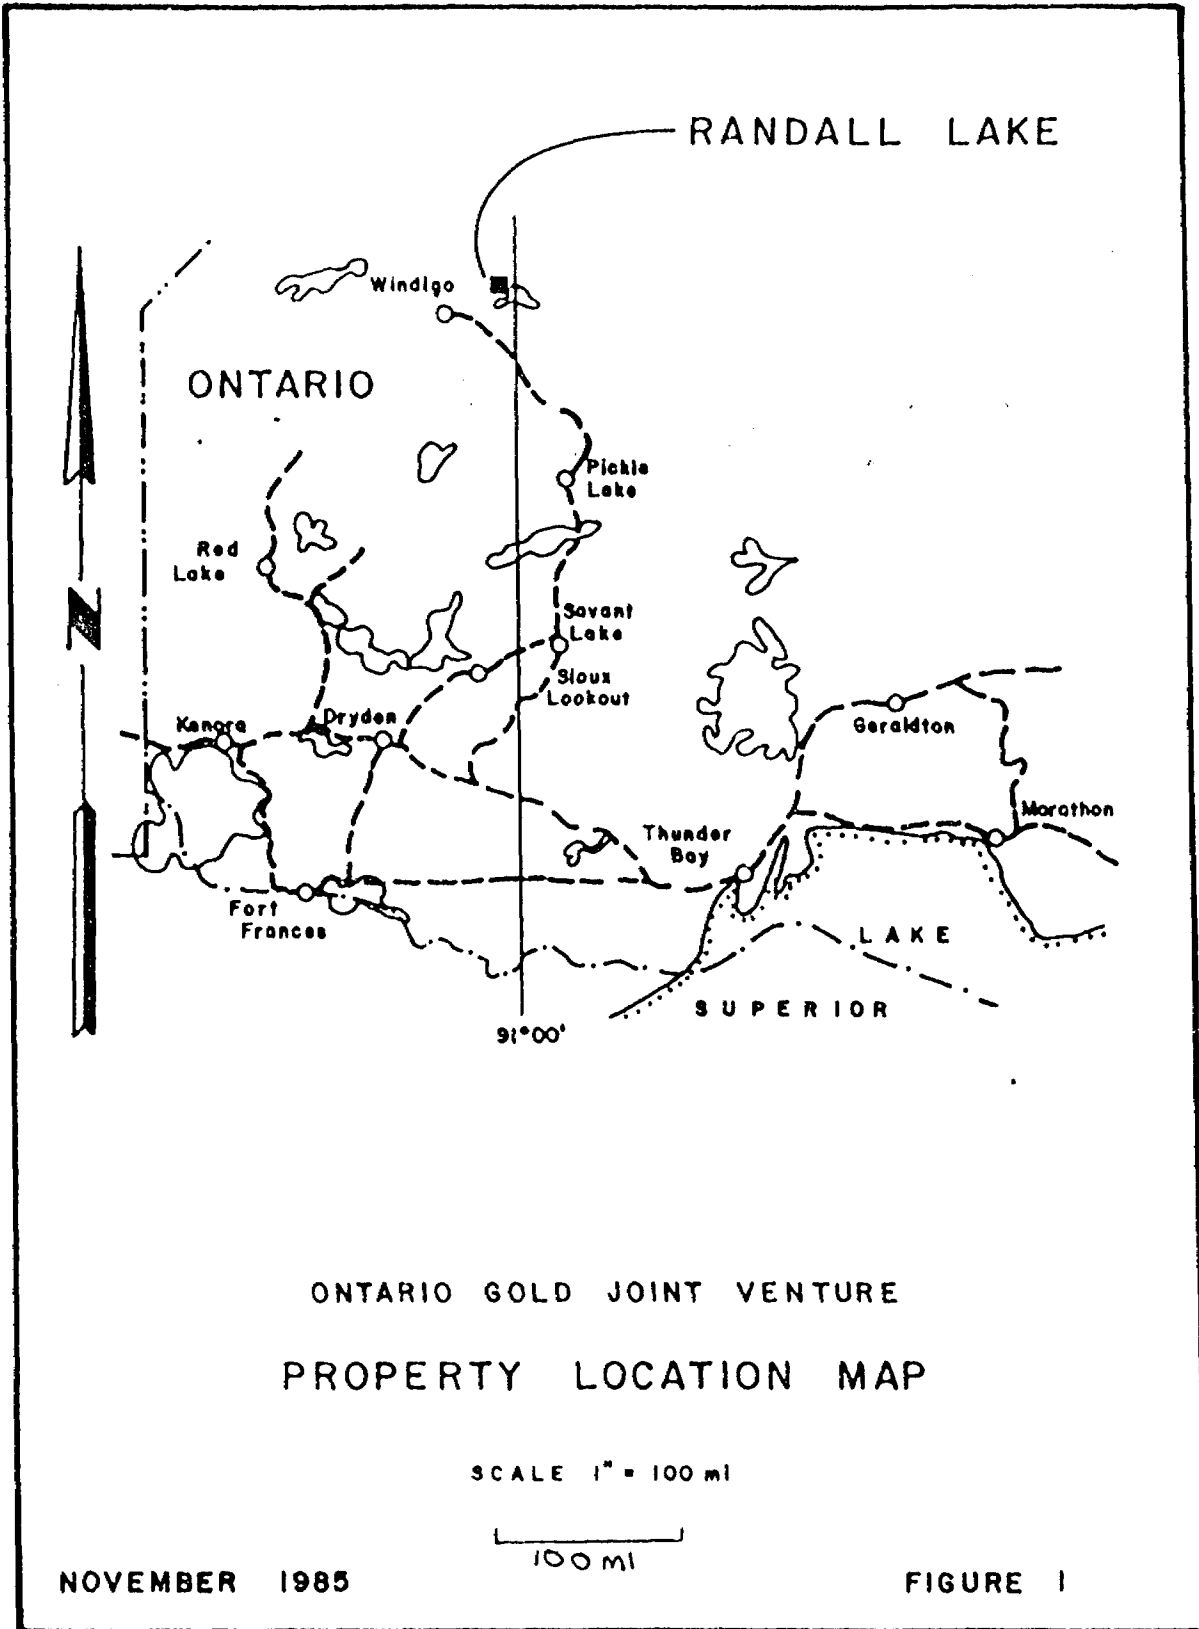 RANDALL LAKE
Windigo
ONTARIO
Pickle
Lake
Red
Lake
Savant
Lake
Sioux
Lookout
Kenora
Dryden
Geraldton
Marathon
Thunder
Bay
Fort
Frances
LAKE
SUPERIOR
91°00'
N
ONTARIO GOLD JOINT VENTURE
PROPERTY LOCATION MAP
SCALE 1" = 100 mi
100 mi
NOVEMBER 1985
FIGURE 1